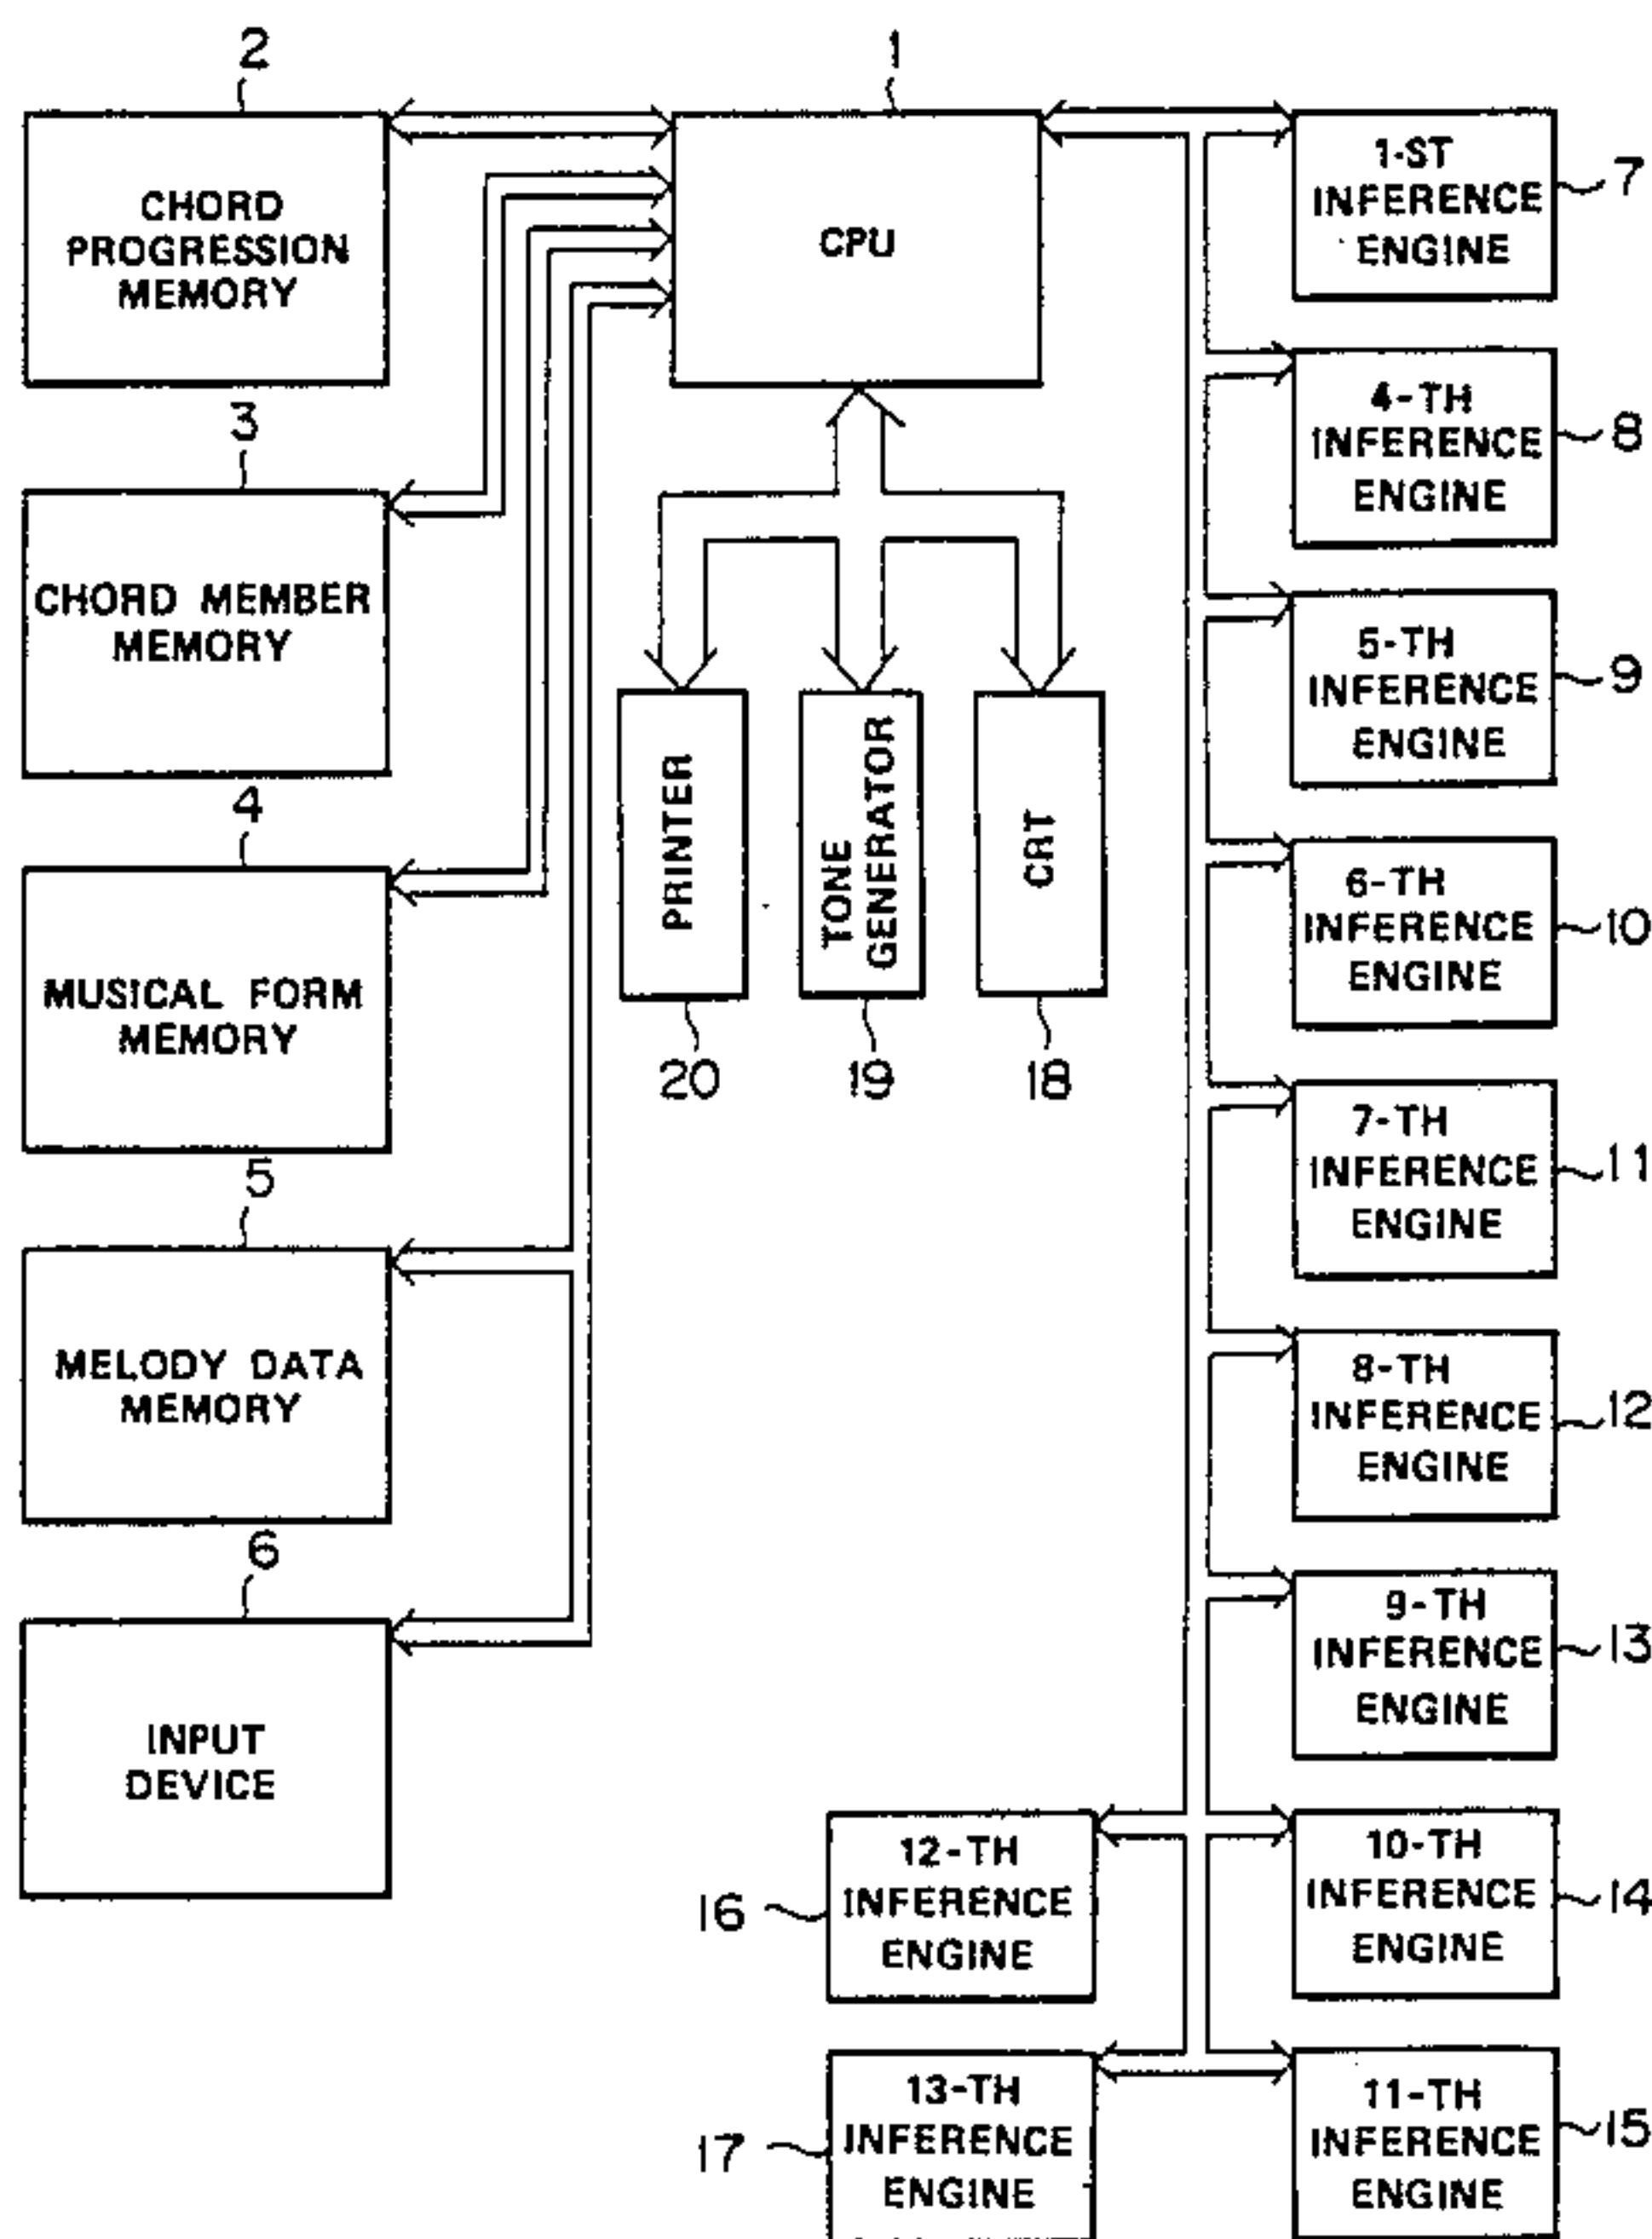 2
1
CHORD
PROGRESSION
MEMORY
CPU
1-ST
INFERENCE
ENGINE
7
3
4-TH
INFERENCE
ENGINE
8
CHORD MEMBER
MEMORY
5-TH
INFERENCE
ENGINE
9
4
PRINTER
TONE
GENERATOR
CRT
6-TH
INFERENCE
ENGINE
10
MUSICAL FORM
MEMORY
20
19
18
7-TH
INFERENCE
ENGINE
11
5
MELODY DATA
MEMORY
8-TH
INFERENCE
ENGINE
12
6
9-TH
INFERENCE
ENGINE
13
INPUT
DEVICE
12-TH
INFERENCE
ENGINE
16
10-TH
INFERENCE
ENGINE
14
13-TH
INFERENCE
ENGINE
17
11-TH
INFERENCE
ENGINE
15